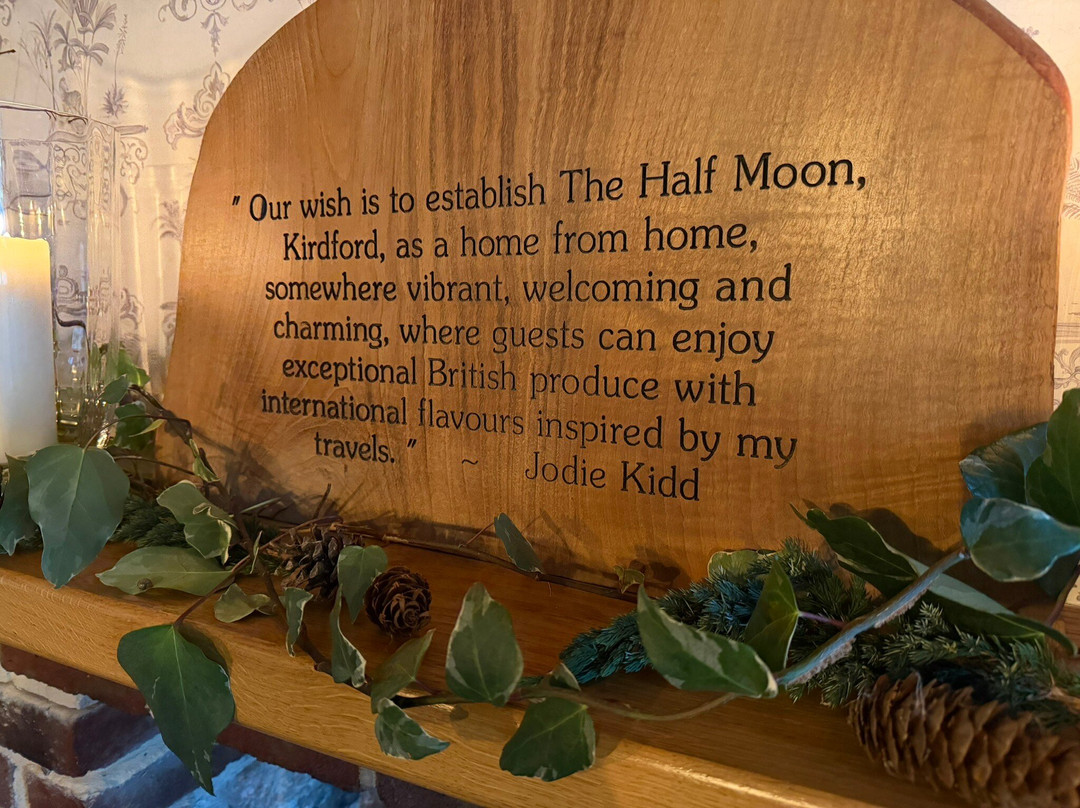 " Our wish is to establish The Half Moon,
Kirdford, as a home from home,
somewhere vibrant, welcoming and
charming, where guests can enjoy
exceptional British produce with
international flavours inspired by my
travels. " ~ Jodie Kidd